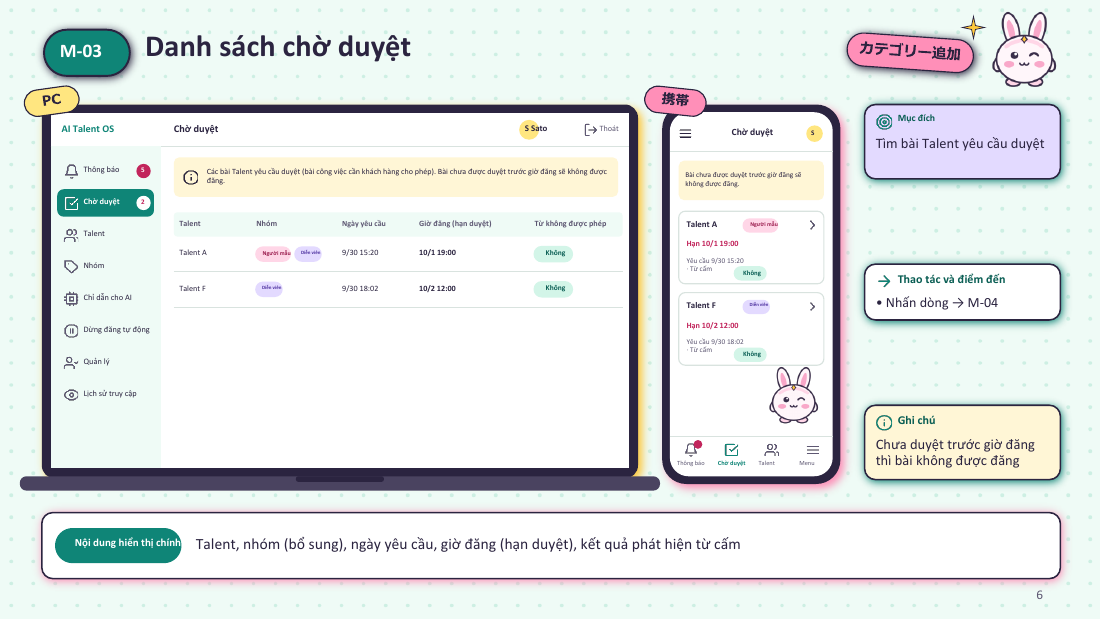 M-03
Danh sách chờ duyệt
カテゴリー追加
PC
AI Talent OS
Chờ duyệt
S Sato
Thoát
Thông báo
5
Chờ duyệt
2
Talent
Nhóm
Chỉ dẫn cho AI
Dừng đăng tự động
Quản lý
Lịch sử truy cập
Các bài Talent yêu cầu duyệt (bài công việc cần khách hàng cho phép). Bài chưa được duyệt trước giờ đăng sẽ không được
đăng.
Talent Nhóm Ngày yêu cầu Giờ đăng (hạn duyệt) Từ không được phép
Talent A Người mẫu Diễn viên 9/30 15:20 10/1 19:00 Không
Talent F Diễn viên 9/30 18:02 10/2 12:00 Không
携帯
Chờ duyệt
S
Bài chưa được duyệt trước giờ đăng sẽ
không được đăng.
Talent A Người mẫu
Hạn 10/1 19:00
Yêu cầu 9/30 15:20
· Từ cấm
Không
Talent F Diễn viên
Hạn 10/2 12:00
Yêu cầu 9/30 18:02
· Từ cấm
Không
Thông báo Chờ duyệt Talent Menu
Mục đích
Tìm bài Talent yêu cầu duyệt
Thao tác và điểm đến
• Nhấn dòng → M-04
Ghi chú
Chưa duyệt trước giờ đăng
thì bài không được đăng
Nội dung hiển thị chính
Talent, nhóm (bổ sung), ngày yêu cầu, giờ đăng (hạn duyệt), kết quả phát hiện từ cấm
6